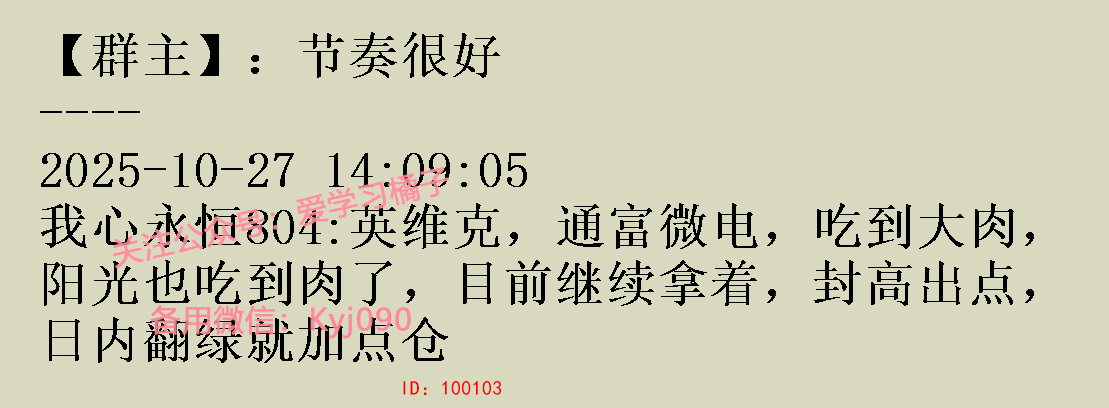 【群主】：节奏很好
----
2025-10-27 14:09:05
我心永恒804:英维克，通富微电，吃到大肉，
阳光也吃到肉了，目前继续拿着，封高出点，
日内翻绿就加点仓
关注公众号：爱学习橘子
备用微信：Kyj090
ID：100103